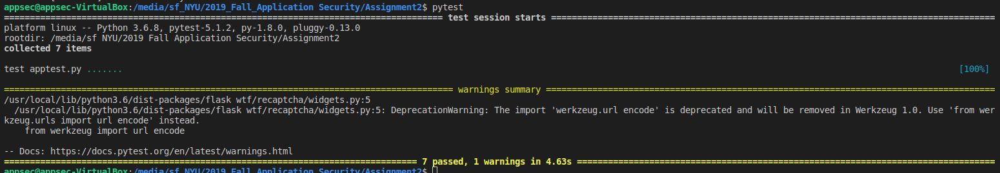 appsec@appsec-VirtualBox:/media/sf_NYU/2019_Fall_Application Security/Assignment2$ pytest
============ test session starts ============
platform linux -- Python 3.6.8, pytest-5.1.2, py-1.8.0, pluggy-0.13.0
rootdir: /media/sf NYU/2019 Fall Application Security/Assignment2
collected 7 items
test apptest.py ....... [100%]
============ warnings summary ============
/usr/local/lib/python3.6/dist-packages/flask wtf/recaptcha/widgets.py:5
/usr/local/lib/python3.6/dist-packages/flask wtf/recaptcha/widgets.py:5: DeprecationWarning: The import 'werkzeug.url encode' is deprecated and will be removed in Werkzeug 1.0. Use 'from wer
kzeug.urls import url encode' instead.
from werkzeug import url encode
-- Docs: https://docs.pytest.org/en/latest/warnings.html
============ 7 passed, 1 warnings in 4.63s ============
appsec@appsec-VirtualBox:/media/sf_NYU/2019_Fall_Application Security/Assignment2$